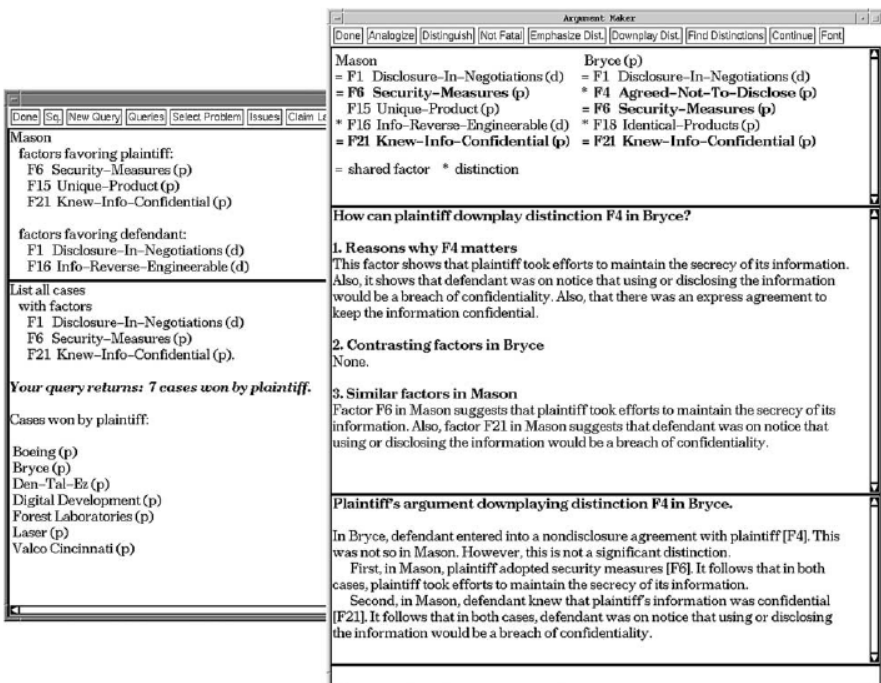 Done Sq. New Query Queries Select Problem Issues Claim La
Mason
factors favoring plaintiff:
F6 Security-Measures (p)
F15 Unique-Product (p)
F21 Knew-Info-Confidential (p)
factors favoring defendant:
F1 Disclosure-In-Negotiations (d)
F16 Info-Reverse-Engineerable (d)
List all cases
with factors
F1 Disclosure-In-Negotiations (d)
F6 Security-Measures (p)
F21 Knew-Info-Confidential (p).
Your query returns: 7 cases won by plaintiff.
Cases won by plaintiff:
Boeing (p)
Bryce (p)
Den-Tal-Ez (p)
Digital Development (p)
Forest Laboratories (p)
Laser (p)
Valco Cincinnati (p)
Argument Maker
Done Analogize Distinguish Not Fatal Emphasize Dist. Downplay Dist. Find Distinctions Continue Font
Mason Bryce (p)
= F1 Disclosure-In-Negotiations (d) = F1 Disclosure-In-Negotiations (d)
= F6 Security-Measures (p) * F4 Agreed-Not-To-Disclose (p)
F15 Unique-Product (p) = F6 Security-Measures (p)
* F16 Info-Reverse-Engineerable (d) * F18 Identical-Products (p)
= F21 Knew-Info-Confidential (p) = F21 Knew-Info-Confidential (p)
= shared factor * distinction
How can plaintiff downplay distinction F4 in Bryce?
1. Reasons why F4 matters
This factor shows that plaintiff took efforts to maintain the secrecy of its information.
Also, it shows that defendant was on notice that using or disclosing the information
would be a breach of confidentiality. Also, that there was an express agreement to
keep the information confidential.
2. Contrasting factors in Bryce
None.
3. Similar factors in Mason
Factor F6 in Mason suggests that plaintiff took efforts to maintain the secrecy of its
information. Also, factor F21 in Mason suggests that defendant was on notice that
using or disclosing the information would be a breach of confidentiality.
Plaintiff's argument downplaying distinction F4 in Bryce.
In Bryce, defendant entered into a nondisclosure agreement with plaintiff [F4]. This
was not so in Mason. However, this is not a significant distinction.
First, in Mason, plaintiff adopted security measures [F6]. It follows that in both
cases, plaintiff took efforts to maintain the secrecy of its information.
Second, in Mason, defendant knew that plaintiff's information was confidential
[F21]. It follows that in both cases, defendant was on notice that using or disclosing
the information would be a breach of confidentiality.